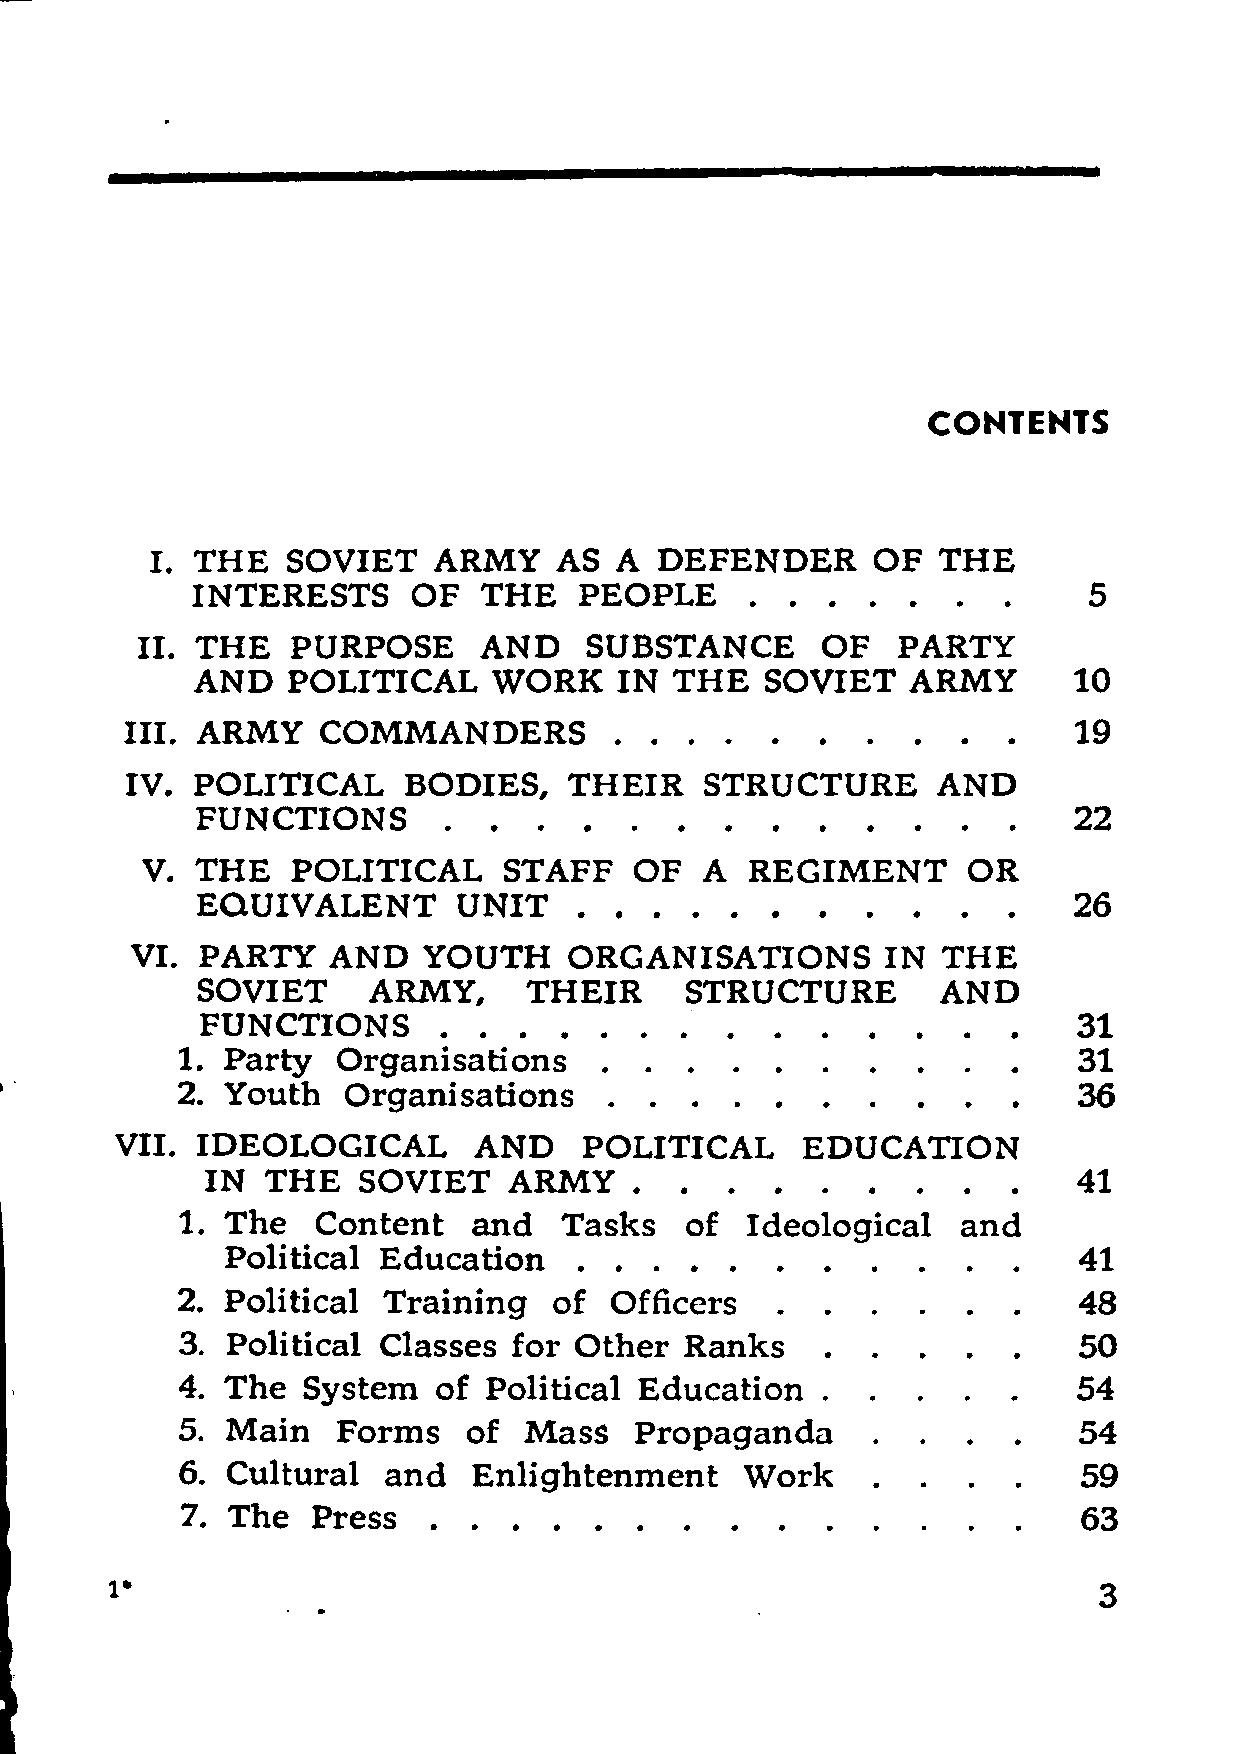 CONTENTS
I. THE SOVIET ARMY AS A DEFENDER OF THE
INTERESTS OF THE PEOPLE . . . . . . . 5
II. THE PURPOSE AND SUBSTANCE OF PARTY
AND POLITICAL WORK IN THE SOVIET ARMY 10
III. ARMY COMMANDERS . . . . . . . . . . 19
IV. POLITICAL BODIES, THEIR STRUCTURE AND
FUNCTIONS . . . . . . . . . . . . . 22
V. THE POLITICAL STAFF OF A REGIMENT OR
EQUIVALENT UNIT . . . . . . . . . . . 26
VI. PARTY AND YOUTH ORGANISATIONS IN THE
SOVIET ARMY, THEIR STRUCTURE AND
FUNCTIONS . . . . . . . . . . . . . . 31
1. Party Organisations . . . . . . . . . . 31
2. Youth Organisations . . . . . . . . . . 36
VII. IDEOLOGICAL AND POLITICAL EDUCATION
IN THE SOVIET ARMY . . . . . . . . . 41
1. The Content and Tasks of Ideological and
Political Education . . . . . . . . . . . 41
2. Political Training of Officers . . . . . . 48
3. Political Classes for Other Ranks . . . . . 50
4. The System of Political Education . . . . . 54
5. Main Forms of Mass Propaganda . . . . 54
6. Cultural and Enlightenment Work . . . . 59
7. The Press . . . . . . . . . . . . . . 63
1*
3